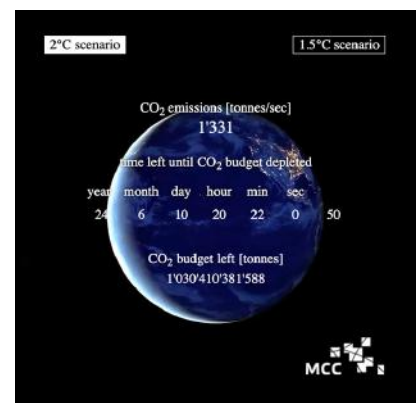 2°C scenario 1.5°C scenario
CO₂ emissions [tonnes/sec]
1'331
time left until CO₂ budget depleted
year month day hour min sec
24 6 10 20 22 0 50
CO₂ budget left [tonnes]
1'030'410'381'588
MCC